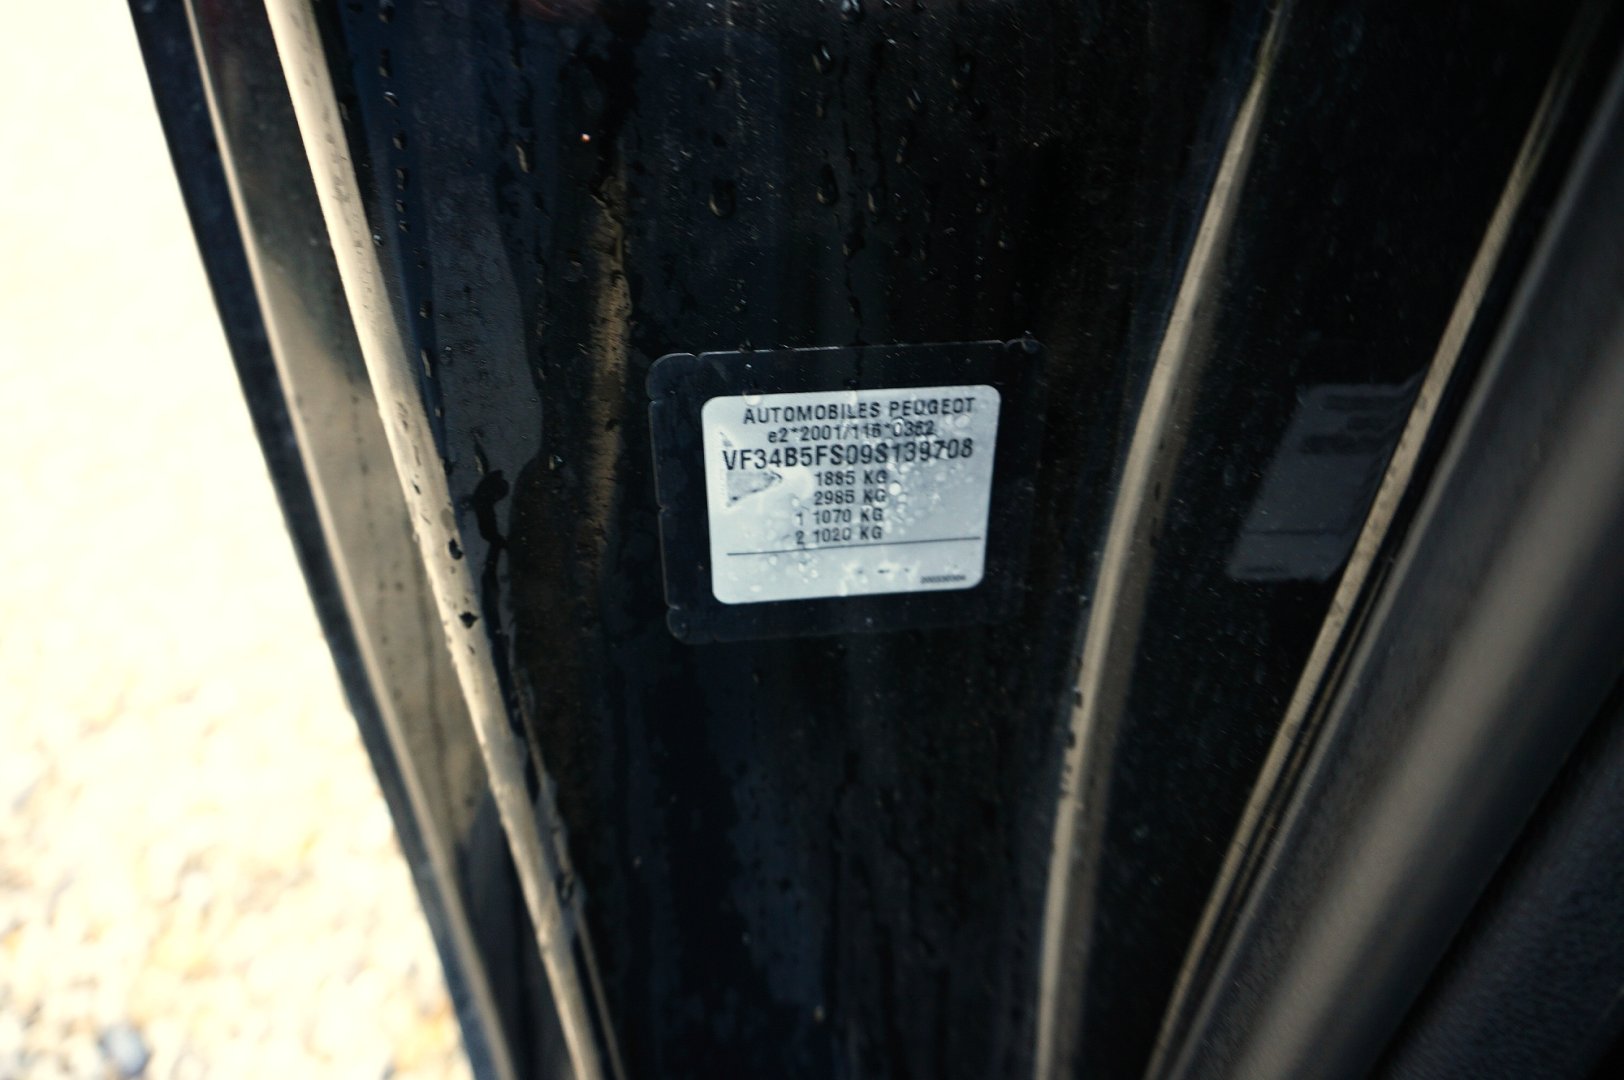 AUTOMOBILES PEUGEOT
e2*2001/116*0362
VF34B5FS09S139708
1885 KG
2985 KG
1 1070 KG
2 1020 KG